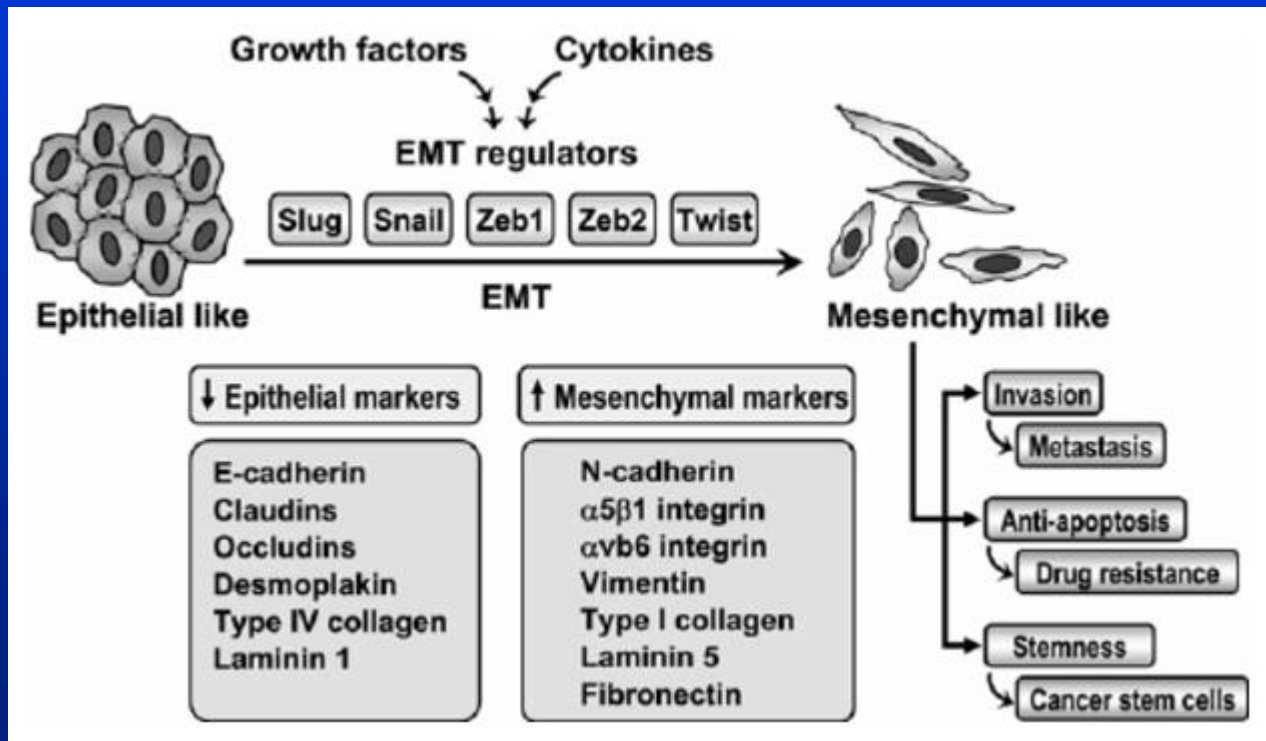 Growth factors
Cytokines
EMT regulators
Slug
Snail
Zeb1
Zeb2
Twist
EMT
Epithelial like
Mesenchymal like
↓ Epithelial markers
E-cadherin
Claudins
Occludins
Desmoplakin
Type IV collagen
Laminin 1
↑ Mesenchymal markers
N-cadherin
α5β1 integrin
αvb6 integrin
Vimentin
Type I collagen
Laminin 5
Fibronectin
Invasion
Metastasis
Anti-apoptosis
Drug resistance
Stemness
Cancer stem cells